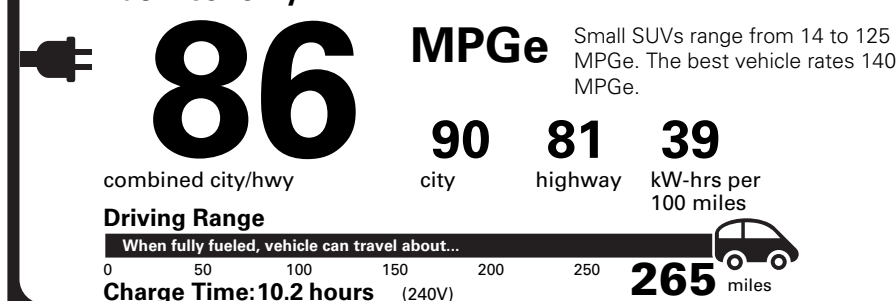 86
MPGe
Small SUVs range from 14 to 125
MPGe. The best vehicle rates 140
MPGe.
90
81
39
combined city/hwy
city
highway
kW-hrs per
100 miles
Driving Range
When fully fueled, vehicle can travel about...
0 50 100 150 200 250 265 miles
Charge Time: 10.2 hours (240V)